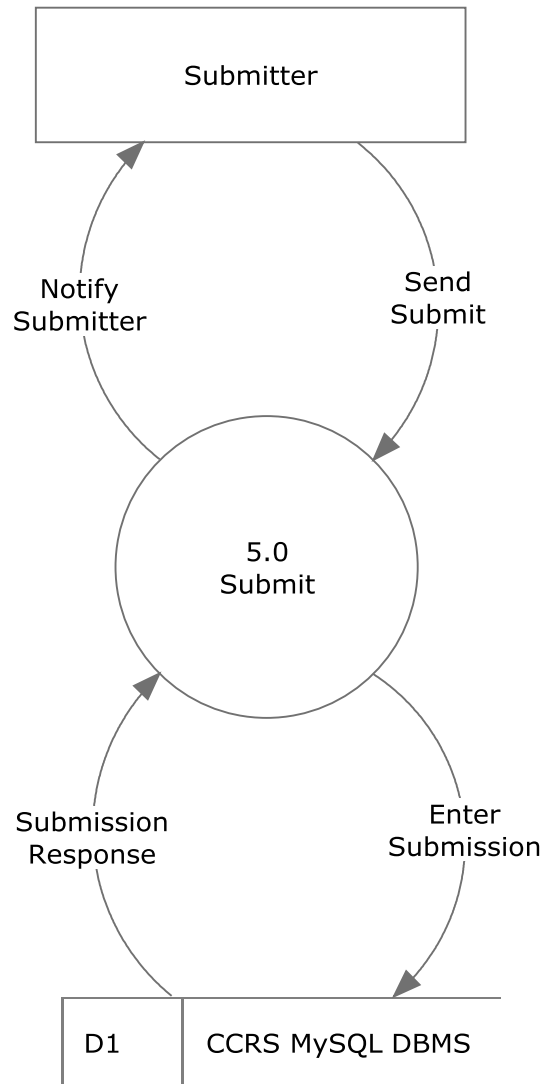 Submitter
Notify
Submitter
Send
Submit
5.0
Submit
Submission
Response
Enter
Submission
D1
CCRS MySQL DBMS